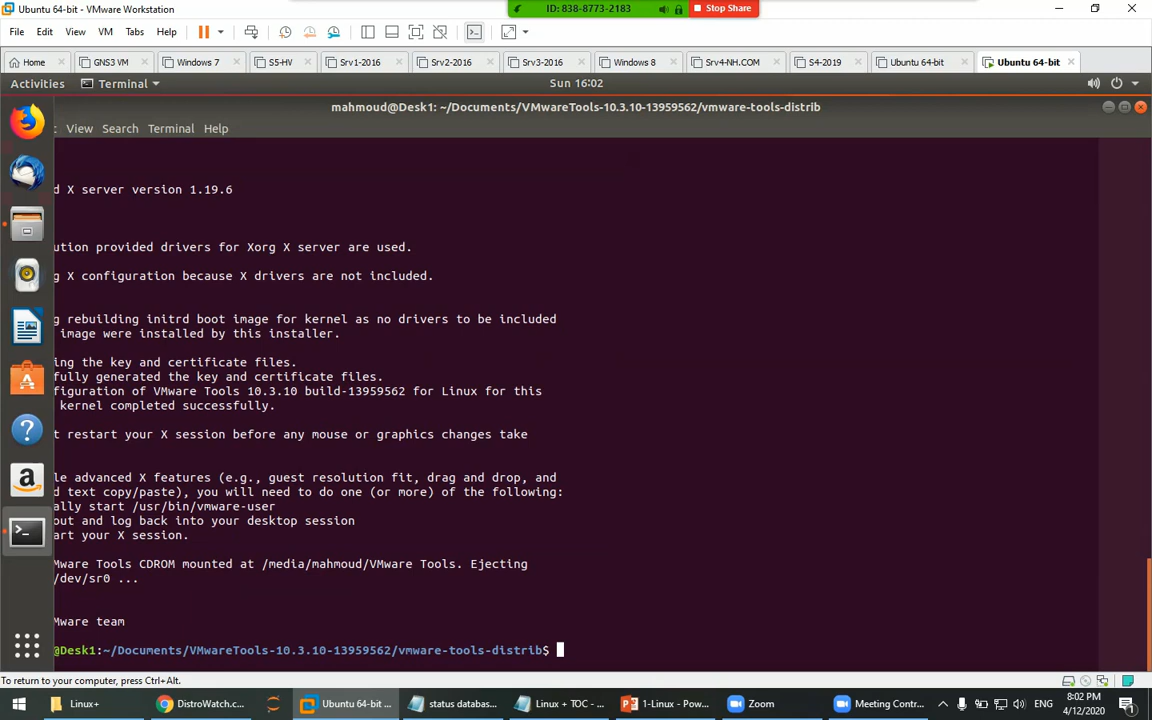 Ubuntu 64-bit - VMware Workstation
ID: 838-8773-2183
Stop Share
File Edit View VM Tabs Help
Home
GNS3 VM
Windows 7
S5-HV
Srv1-2016
Srv2-2016
Srv3-2016
Windows 8
Srv4-NH.COM
S4-2019
Ubuntu 64-bit
Ubuntu 64-bit
Activities
Terminal
Sun 16:02
mahmoud@Desk1: ~/Documents/VMwareTools-10.3.10-13959562/vmware-tools-distrib
View Search Terminal Help
d X server version 1.19.6
ution provided drivers for Xorg X server are used.
g X configuration because X drivers are not included.
g rebuilding initrd boot image for kernel as no drivers to be included
image were installed by this installer.
ing the key and certificate files.
fully generated the key and certificate files.
figuration of VMware Tools 10.3.10 build-13959562 for Linux for this
kernel completed successfully.
t restart your X session before any mouse or graphics changes take
le advanced X features (e.g., guest resolution fit, drag and drop, and
d text copy/paste), you will need to do one (or more) of the following:
ally start /usr/bin/vmware-user
out and log back into your desktop session
art your X session.
Mware Tools CDROM mounted at /media/mahmoud/VMware Tools. Ejecting
/dev/sr0 ...
Mware team
@Desk1:~/Documents/VMwareTools-10.3.10-13959562/vmware-tools-distrib$
To return to your computer, press Ctrl+Alt.
Linux+
DistroWatch.c...
Ubuntu 64-bit ...
status databas...
Linux + TOC - ...
1-Linux - Powe...
Zoom
Meeting Contr...
ENG
8:02 PM
4/12/2020
1